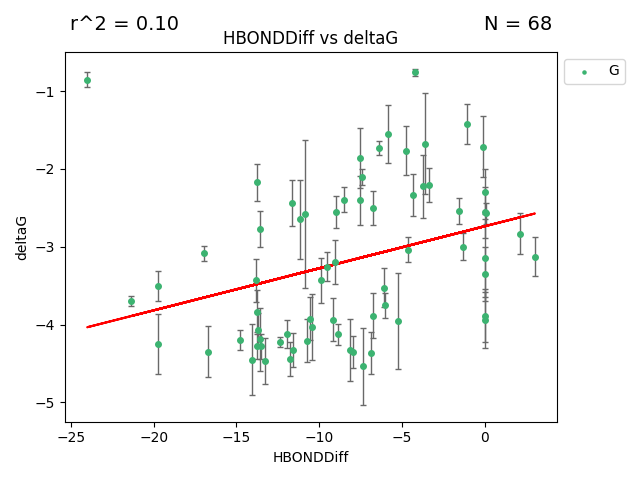 r^2 = 0.10
N = 68
HBONDDiff vs deltaG
G
deltaG
−1
−2
−3
−4
−5
−25
−20
−15
−10
−5
0
HBONDDiff